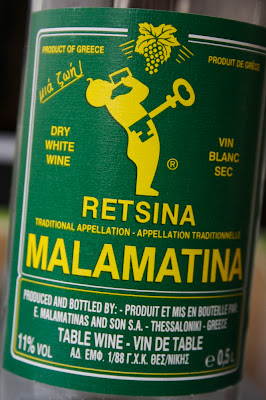 PRODUCT OF GREECE
PRODUIT DE GRÈCE
μιά ζωή!
DRY
WHITE
WINE
VIN
BLANC
SEC
®
RETSINA
TRADITIONAL APPELLATION - APPELLATION TRADITIONNELLE
MALAMATINA
PRODUCED AND BOTTLED BY: - PRODUIT ET MIS EN BOUTEILLE PAR:
E. MALAMATINAS AND SON S.A. - THESSALONIKI - GREECE
TABLE WINE - VIN DE TABLE
11% VOL
ΑΔ. ΕΜΦ. 1/88 Γ.Χ.Κ. ΘΕΣ/ΝΙΚΗΣ
e 0,5 L